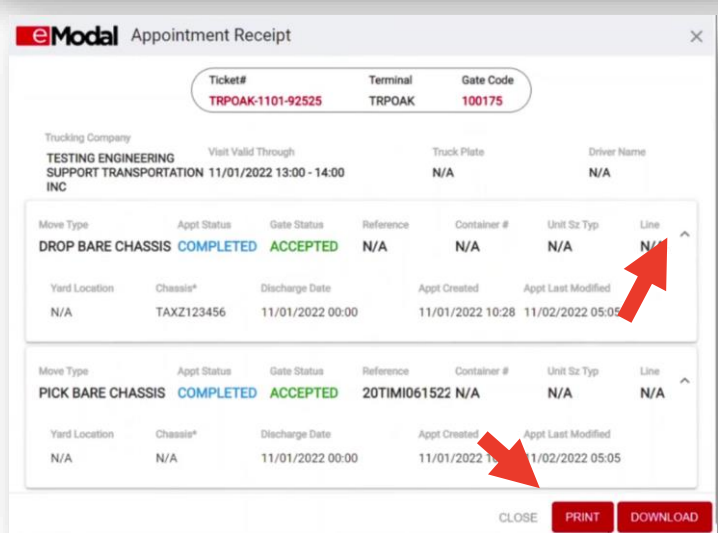 eModal Appointment Receipt
Ticket# Terminal Gate Code
TRPOAK-1101-92525 TRPOAK 100175
Trucking Company Visit Valid Through Truck Plate Driver Name
TESTING ENGINEERING
SUPPORT TRANSPORTATION 11/01/2022 13:00 - 14:00 N/A N/A
INC
Move Type Appt Status Gate Status Reference Container # Unit Sz Typ Line
DROP BARE CHASSIS COMPLETED ACCEPTED N/A N/A N/A
Yard Location Chassis* Discharge Date Appt Created Appt Last Modified
N/A TAXZ123456 11/01/2022 00:00 11/01/2022 10:28 11/02/2022 05:05
Move Type Appt Status Gate Status Reference Container # Unit Sz Typ Line
PICK BARE CHASSIS COMPLETED ACCEPTED 20TIMI061522 N/A N/A N/A
Yard Location Chassis* Discharge Date Appt Created Appt Last Modified
N/A N/A 11/01/2022 00:00 11/01/2022 11/02/2022 05:05
CLOSE PRINT DOWNLOAD